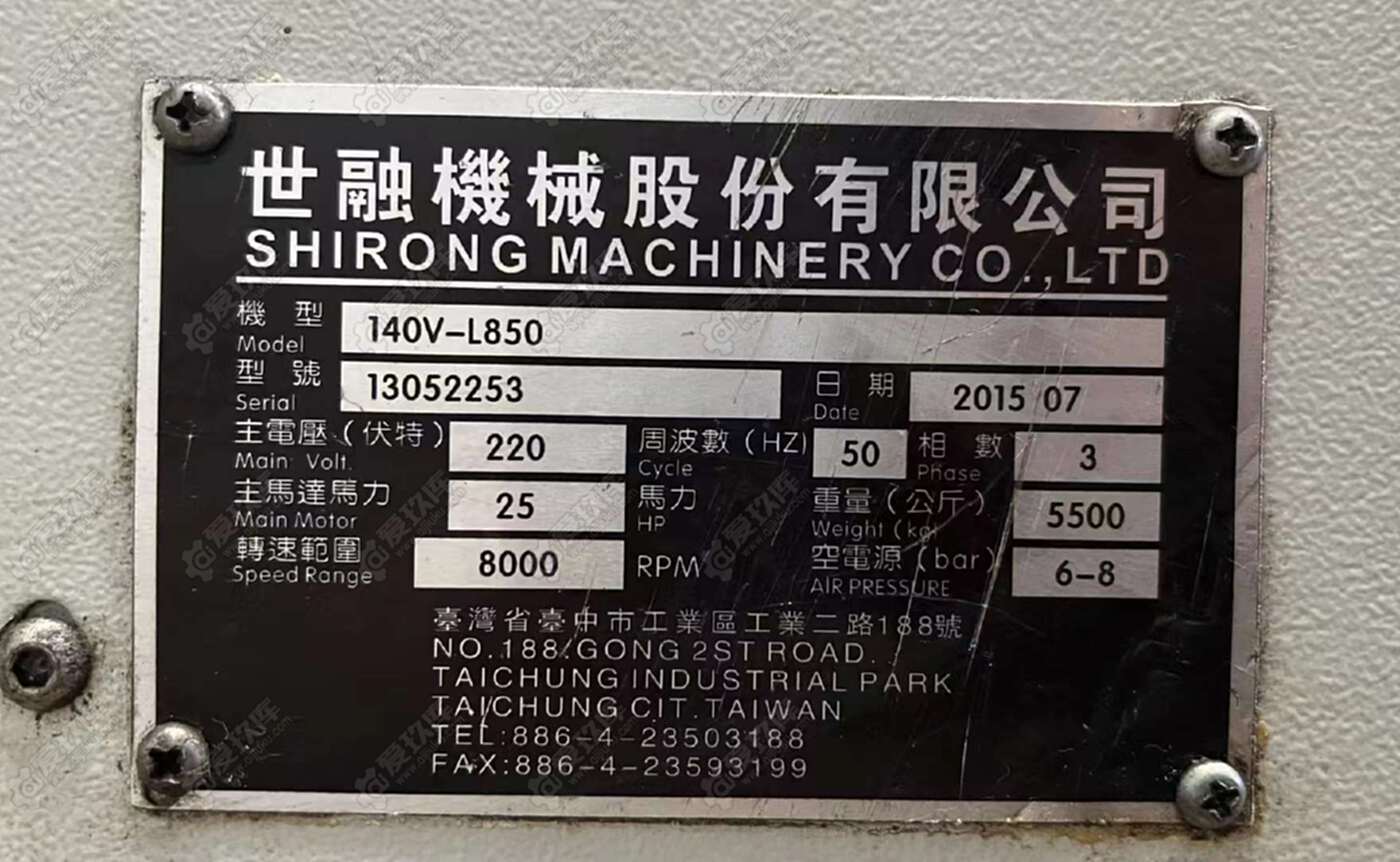 世融機械股份有限公司
SHIRONG MACHINERY CO.,LTD
機型 140V-L850
Model
型號 13052253 日期 2015 07
Serial Date
主電壓(伏特) 220 周波數(HZ) 50 相數 3
Main Volt. Cycle Phase
主馬達馬力 25 馬力 重量(公斤) 5500
Main Motor HP Weight (kg)
轉速範圍 8000 RPM 空電源(bar) 6-8
Speed Range AIR PRESSURE
臺灣省臺中市工業區工業二路188號
NO.188/GONG 2ST ROAD.
TAICHUNG INDUSTRIAL PARK
TAICHUNG CIT.TAIWAN
TEL:886-4-23503188
FAX:886-4-23593199